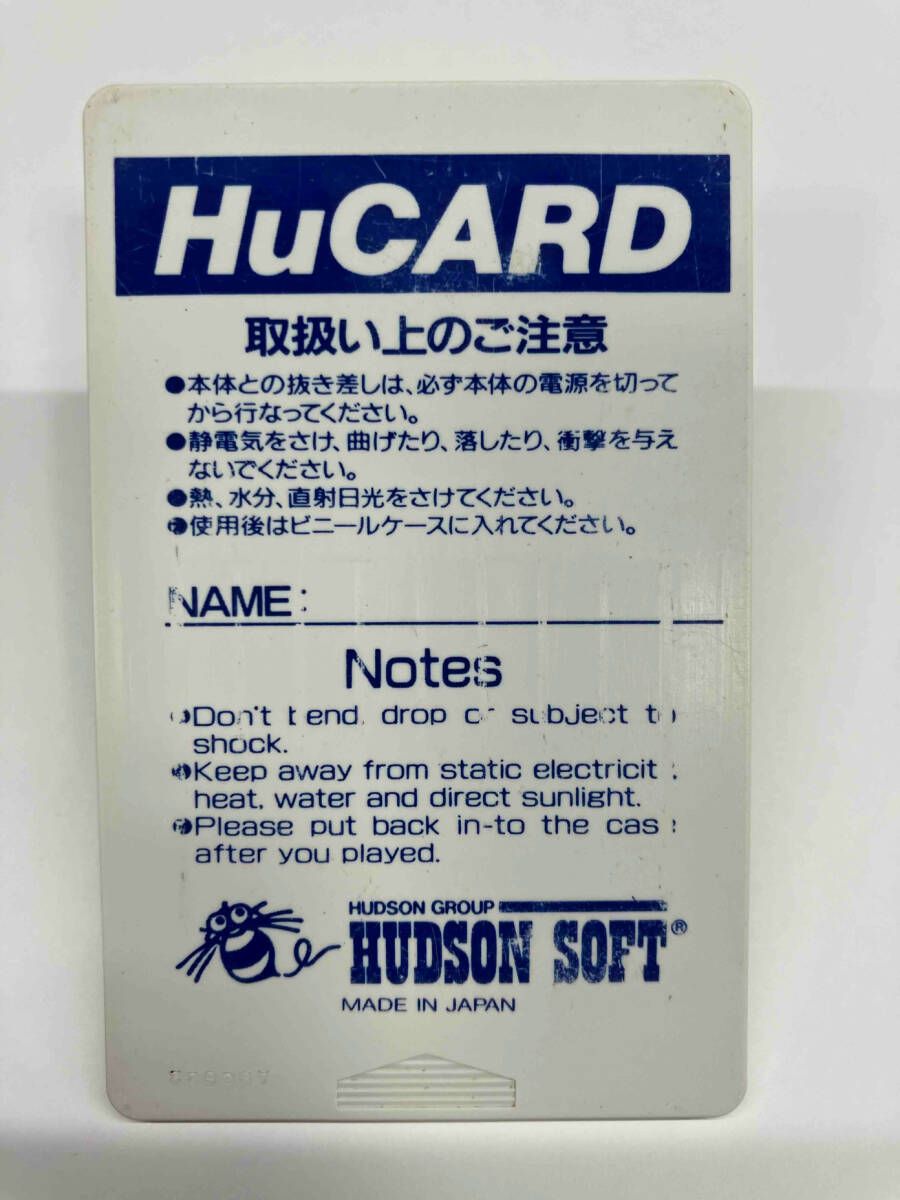 HuCARD
取扱い上のご注意
●本体との抜き差しは、必ず本体の電源を切って
から行なってください。
●静電気をさけ、曲げたり、落したり、衝撃を与え
ないでください。
●熱、水分、直射日光をさけてください。
●使用後はビニールケースに入れてください。
NAME:
Notes
●Don't bend, drop or subject to
shock.
●Keep away from static electricity,
heat, water and direct sunlight.
●Please put back in-to the case
after you played.
HUDSON GROUP
HUDSON SOFT®
MADE IN JAPAN